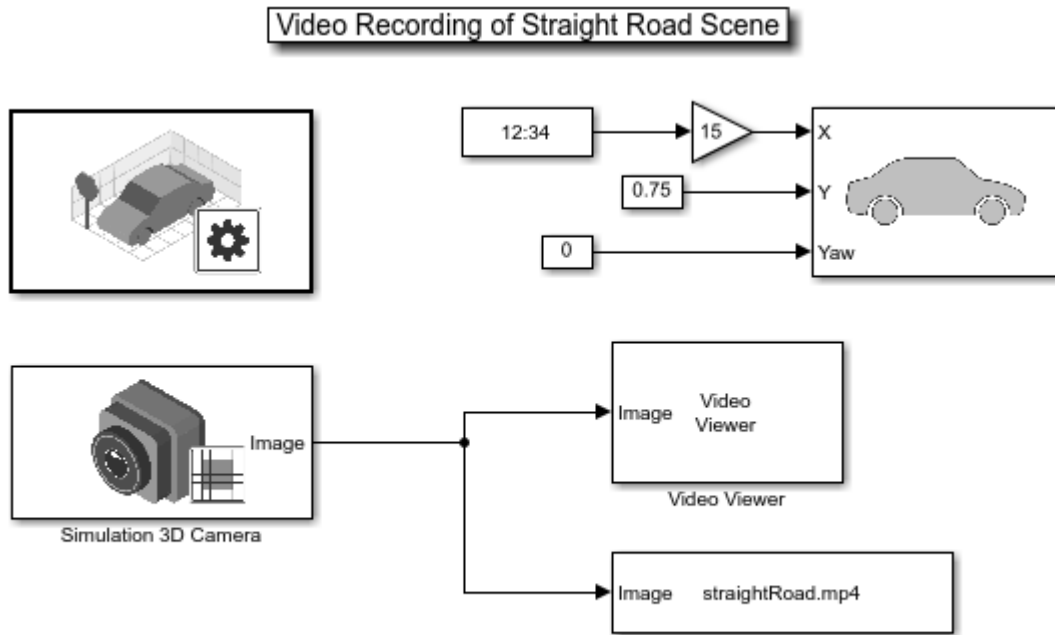 Video Recording of Straight Road Scene
12:34
15
X
0.75
Y
0
Yaw
Image
Simulation 3D Camera
Image
Video
Viewer
Video Viewer
Image
straightRoad.mp4